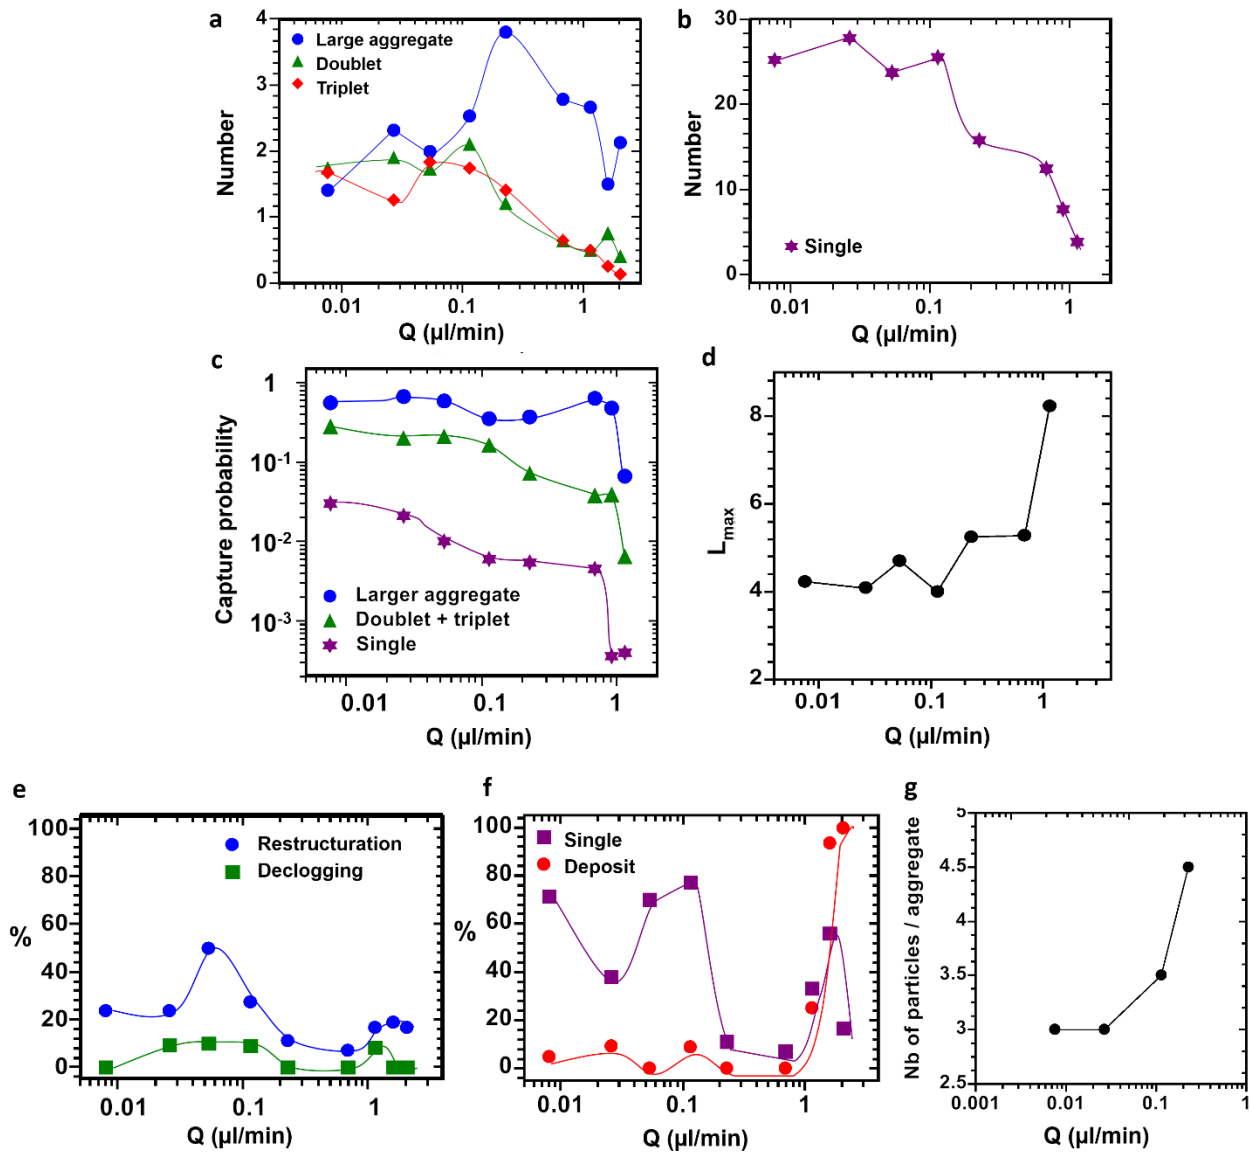 a
4
3
2
1
0
Number
Large aggregate
Doublet
Triplet
0.01 0.1 1
Q (µl/min)
b
30
20
10
0
Number
Single
0.01 0.1 1
Q (µl/min)
c
1
10-1
10-2
10-3
Capture probability
Larger aggregate
Doublet + triplet
Single
0.01 0.1 1
Q (µl/min)
d
8
6
4
2
Lmax
0.01 0.1 1
Q (µl/min)
e
100
80
60
40
20
0
%
Restructuration
Declogging
0.01 0.1 1
Q (µl/min)
f
100
80
60
40
20
0
%
Single
Deposit
0.01 0.1 1
Q (µl/min)
g
5
4.5
4
3.5
3
2.5
Nb of particles / aggregate
0.001 0.01 0.1 1
Q (µl/min)